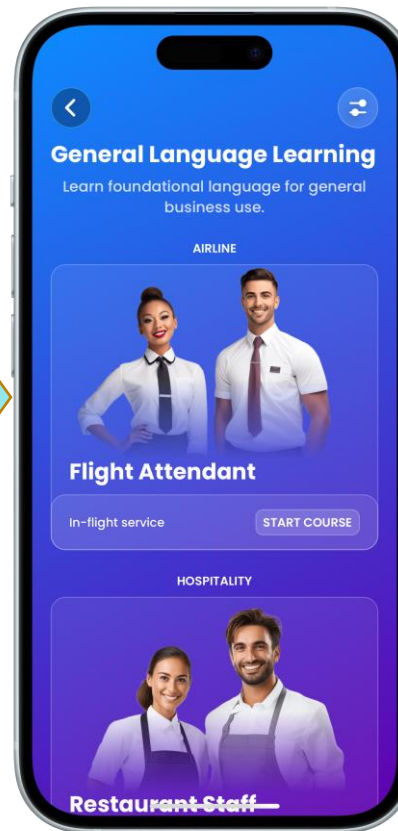 General Language Learning
Learn foundational language for general
business use.
AIRLINE
Flight Attendant
In-flight service
START COURSE
HOSPITALITY
Restaurant Staff